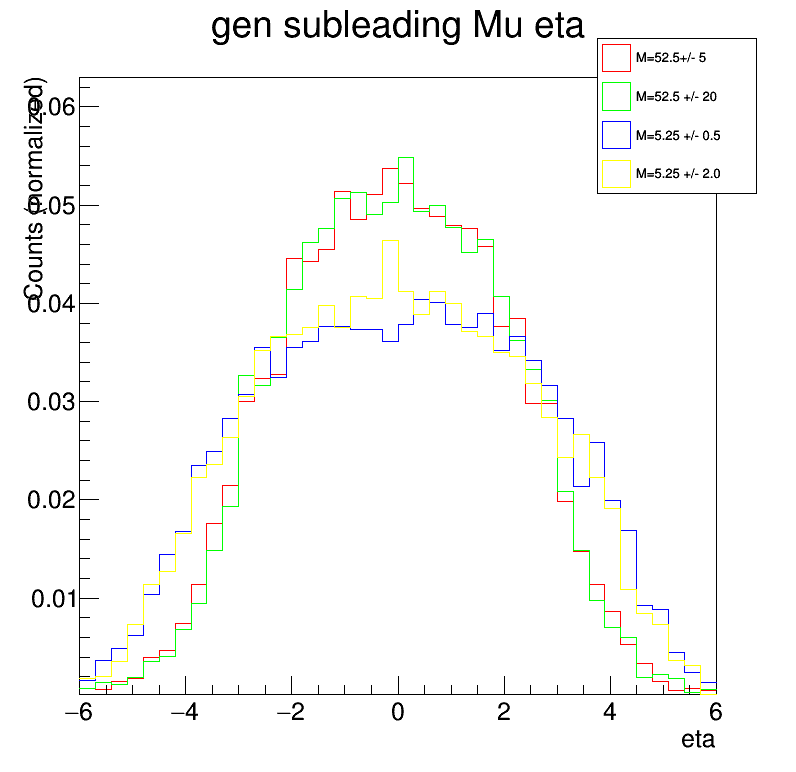 gen subleading Mu eta
M=52.5+/- 5
M=52.5 +/- 20
M=5.25 +/- 0.5
M=5.25 +/- 2.0
Counts (normalized)
0.06
0.05
0.04
0.03
0.02
0.01
−6 −4 −2 0 2 4 6
eta